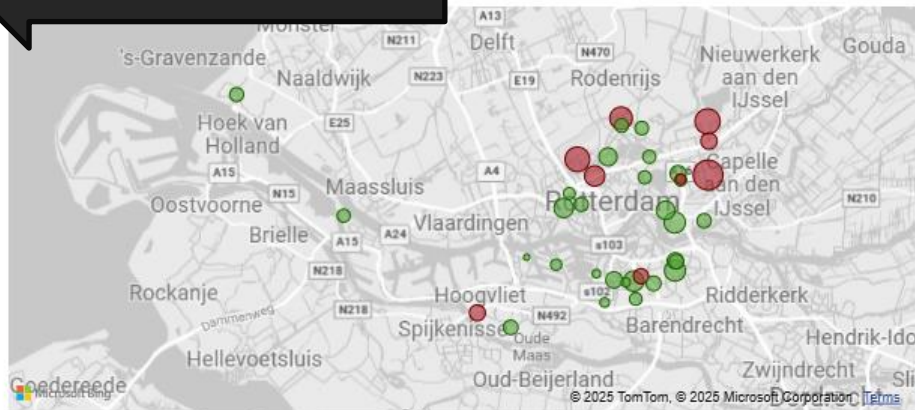 Monster
A13
N211
Delft
Gouda
's-Gravenzande
N470
Nieuwerkerk
aan den
IJssel
Naaldwijk
N223
E19
Rodenrijs
Hoek van
Holland
E25
A15
A4
Capelle
aan den
IJssel
Maassluis
N15
Oostvoorne
Rotterdam
N210
Vlaardingen
Brielle
A15
A24
s103
N218
Rockanje
Hoogvliet
s102
Ridderkerk
Dammenweg
N218
N492
Spijkenisse
Barendrecht
Oude
Maas
Hendrik-Ido
Hellevoetsluis
Zwijndrecht
Oud-Beijerland
Sli
Goedereede
Microsoft Bing
Dordrecht
© 2025 TomTom, © 2025 Microsoft Corporation Terms